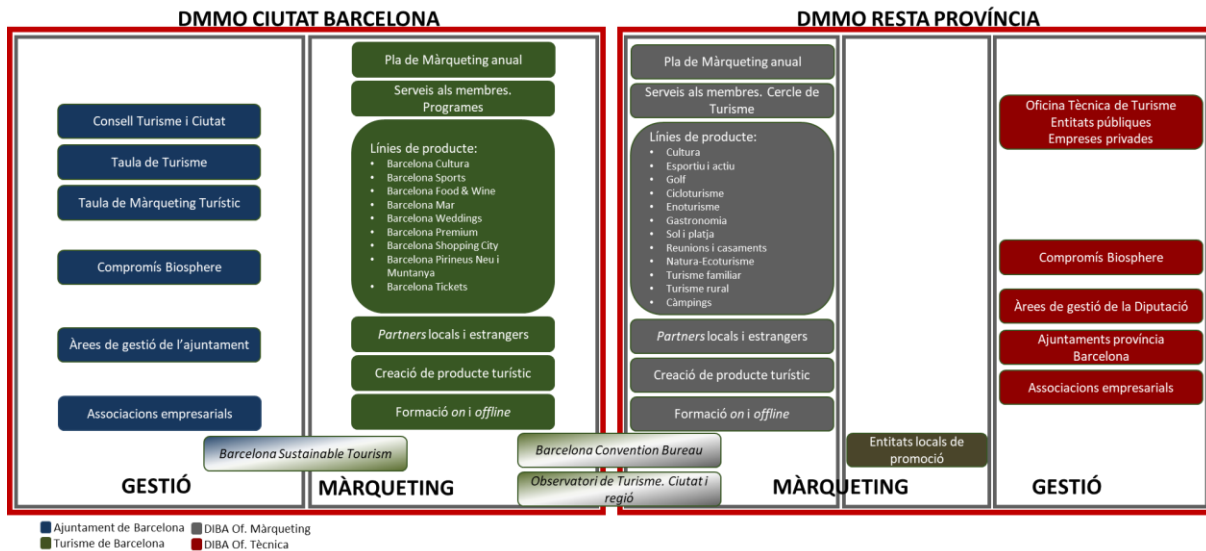 DMMO CIUTAT BARCELONA
DMMO RESTA PROVÍNCIA
Consell Turisme i Ciutat
Taula de Turisme
Taula de Màrqueting Turístic
Compromís Biosphere
Àrees de gestió de l'ajuntament
Associacions empresarials
Pla de Màrqueting anual
Serveis als membres.
Programes
Línies de producte:
• Barcelona Cultura
• Barcelona Sports
• Barcelona Food & Wine
• Barcelona Mar
• Barcelona Weddings
• Barcelona Premium
• Barcelona Shopping City
• Barcelona Pirineus Neu i
Muntanya
• Barcelona Tickets
Partners locals i estrangers
Creació de producte turístic
Formació on i offline
Pla de Màrqueting anual
Serveis als membres. Cercle de
Turisme
Línies de producte:
• Cultura
• Esportiu i actiu
• Golf
• Cicloturisme
• Enoturisme
• Gastronomia
• Sol i platja
• Reunions i casaments
• Natura-Ecoturisme
• Turisme familiar
• Turisme rural
• Càmpings
Partners locals i estrangers
Creació de producte turístic
Formació on i offline
Oficina Tècnica de Turisme
Entitats públiques
Empreses privades
Compromís Biosphere
Àrees de gestió de la Diputació
Ajuntaments província
Barcelona
Associacions empresarials
Barcelona Sustainable Tourism
Barcelona Convention Bureau
Observatori de Turisme. Ciutat i
regió
Entitats locals de
promoció
GESTIÓ
MÀRQUETING
MÀRQUETING
GESTIÓ
Ajuntament de Barcelona
DIBA Of. Màrqueting
Turisme de Barcelona
DIBA Of. Tècnica